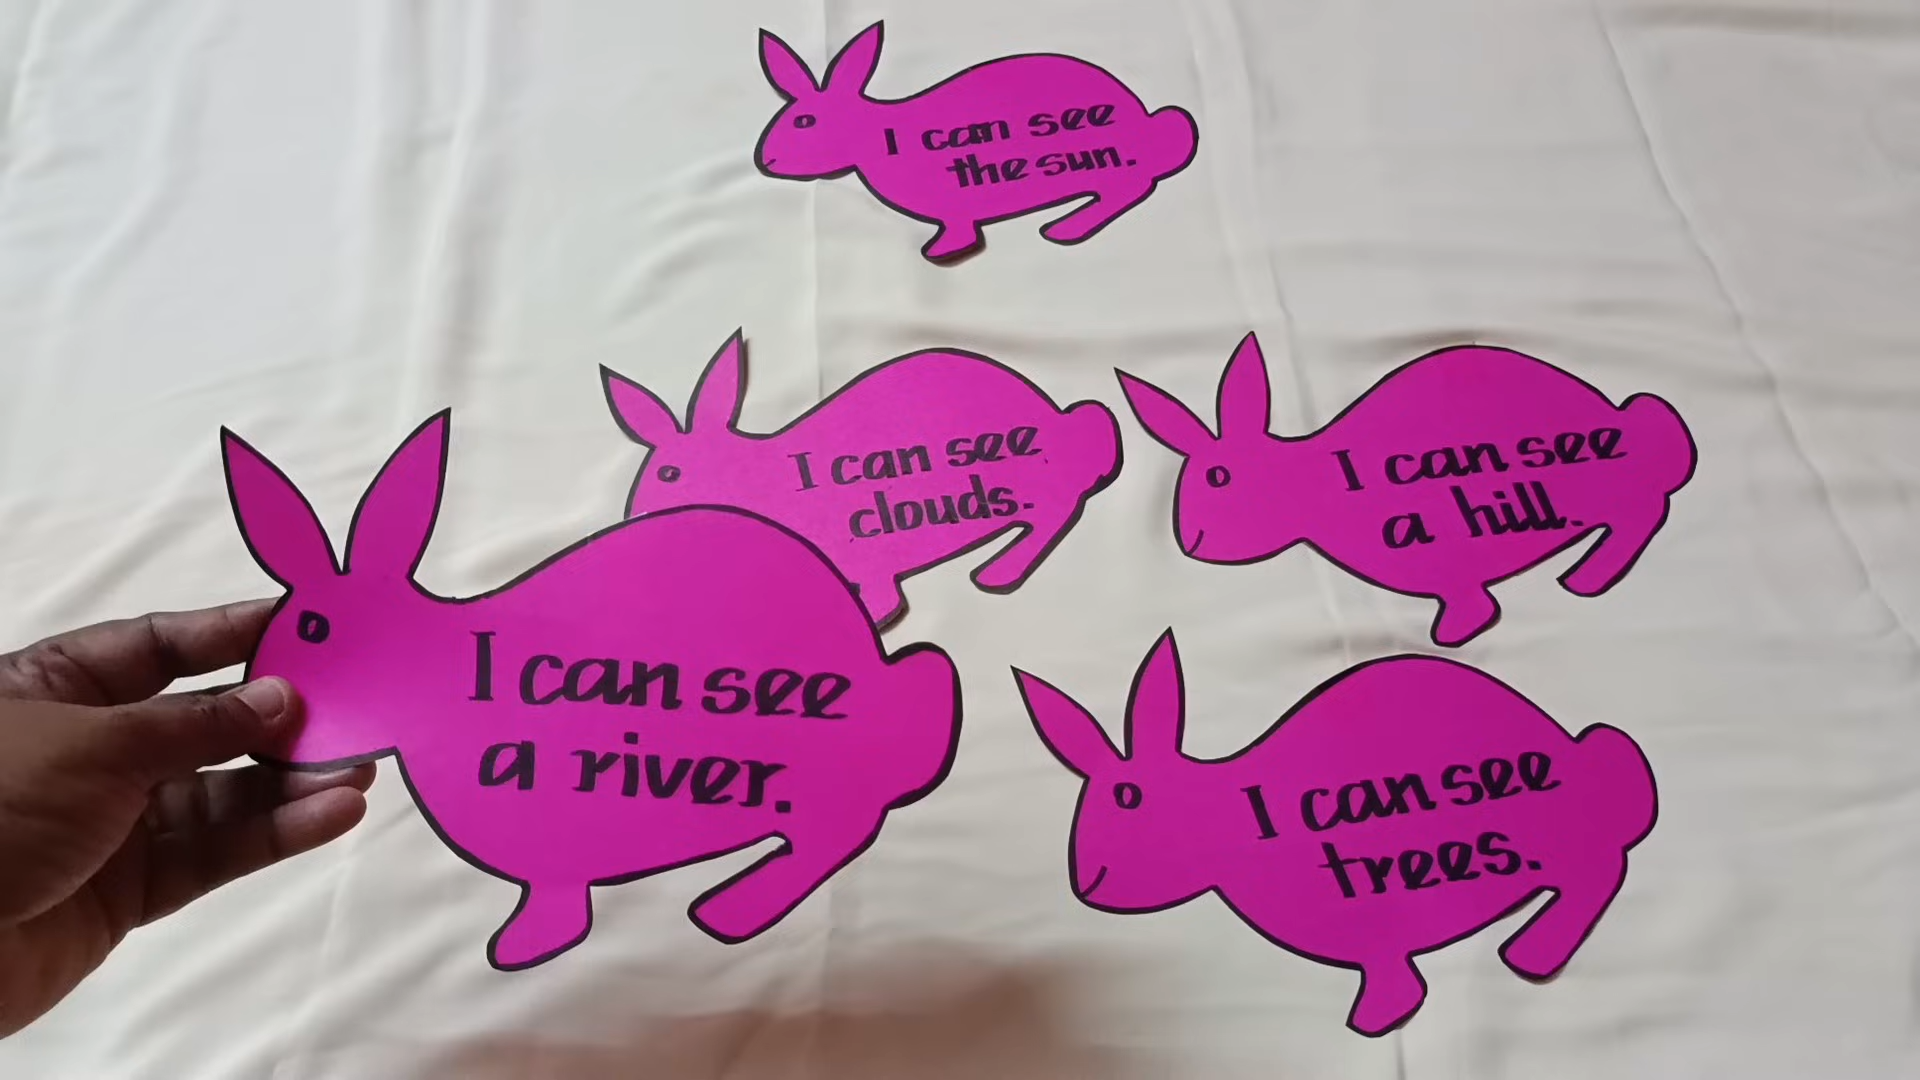 I can see
the sun.
I can see
clouds.
I can see
a hill.
I can see
a river.
I can see
trees.